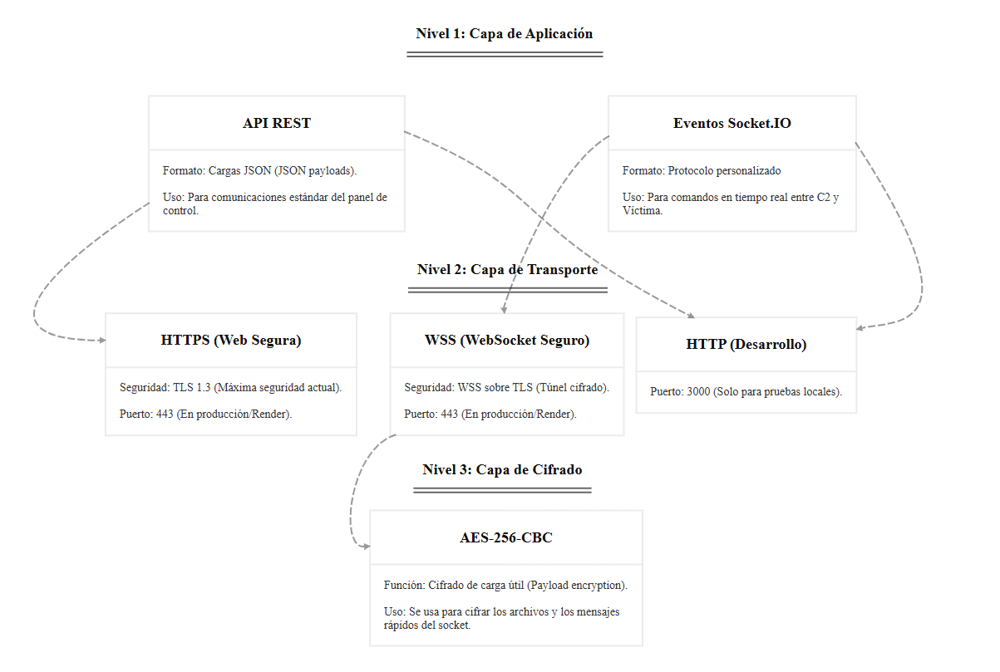 Nivel 1: Capa de Aplicación
API REST
Formato: Cargas JSON (JSON payloads).
Uso: Para comunicaciones estándar del panel de
control.
Eventos Socket.IO
Formato: Protocolo personalizado
Uso: Para comandos en tiempo real entre C2 y
Víctima.
Nivel 2: Capa de Transporte
HTTPS (Web Segura)
Seguridad: TLS 1.3 (Máxima seguridad actual).
Puerto: 443 (En producción/Render).
WSS (WebSocket Seguro)
Seguridad: WSS sobre TLS (Túnel cifrado).
Puerto: 443 (En producción/Render).
HTTP (Desarrollo)
Puerto: 3000 (Solo para pruebas locales).
Nivel 3: Capa de Cifrado
AES-256-CBC
Función: Cifrado de carga útil (Payload encryption).
Uso: Se usa para cifrar los archivos y los mensajes
rápidos del socket.